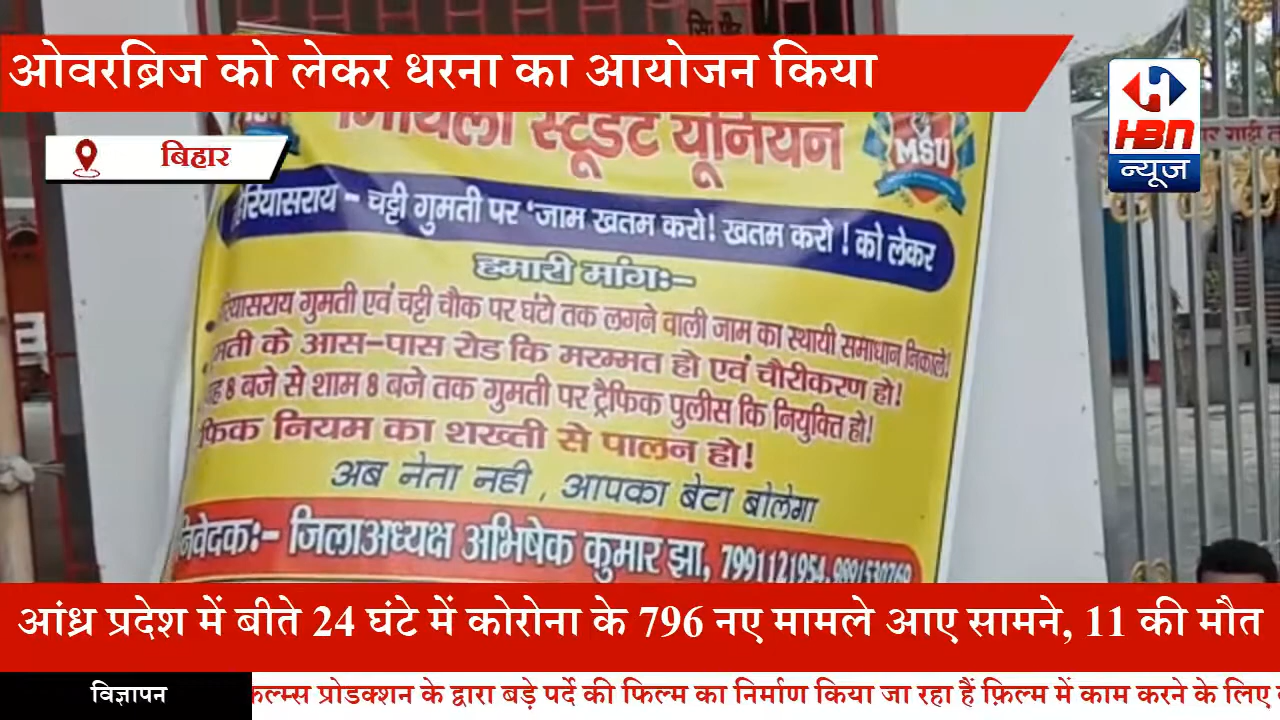 सि. पैर
ओवरब्रिज को लेकर धरना का आयोजन किया
बिहार
HBN
न्यूज
स्टूडेंट यूनियन
MSU
चट्टी गुमती पर 'जाम खतम करो! खतम करो ! को लेकर
हमारी मांग:-
गुमती एवं चट्टी चौक पर घंटो तक लगने वाली जाम का स्थायी समाधान निकाले!
के आस-पास रोड कि मरम्मत हो एवं चौरीकरण हो!
8 बजे से शाम 8 बजे तक गुमती पर ट्रैफिक पुलीस कि नियुक्ति हो!
नियम का शख्ती से पालन हो!
अब नेता नही , आपका बेटा बोलेगा
निवेदक:- जिलाअध्यक्ष अभिषेक कुमार झा, 7991121954,
आंध्र प्रदेश में बीते 24 घंटे में कोरोना के 796 नए मामले आए सामने, 11 की मौत
विज्ञापन
प्रोडक्शन के द्वारा बड़े पर्दे की फिल्म का निर्माण किया जा रहा हैं फ़िल्म में काम करने के लिए